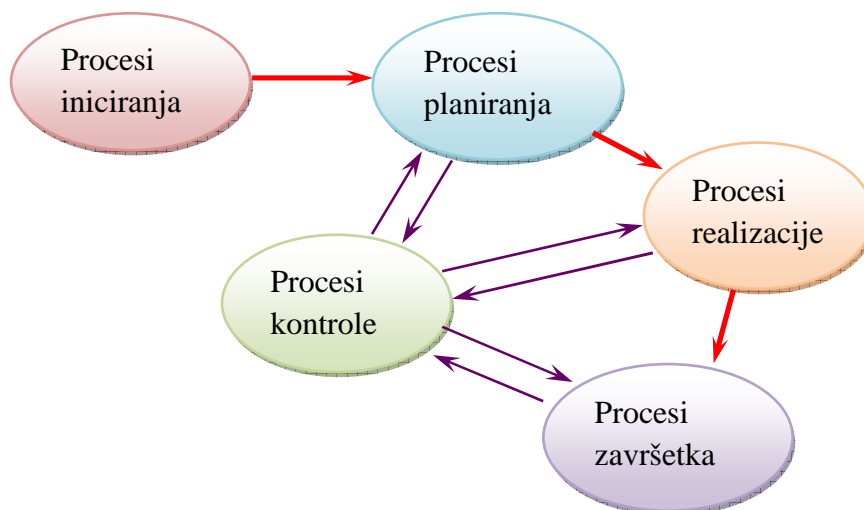 Procesi
iniciranja
Procesi
planiranja
Procesi
realizacije
Procesi
kontrole
Procesi
završetka